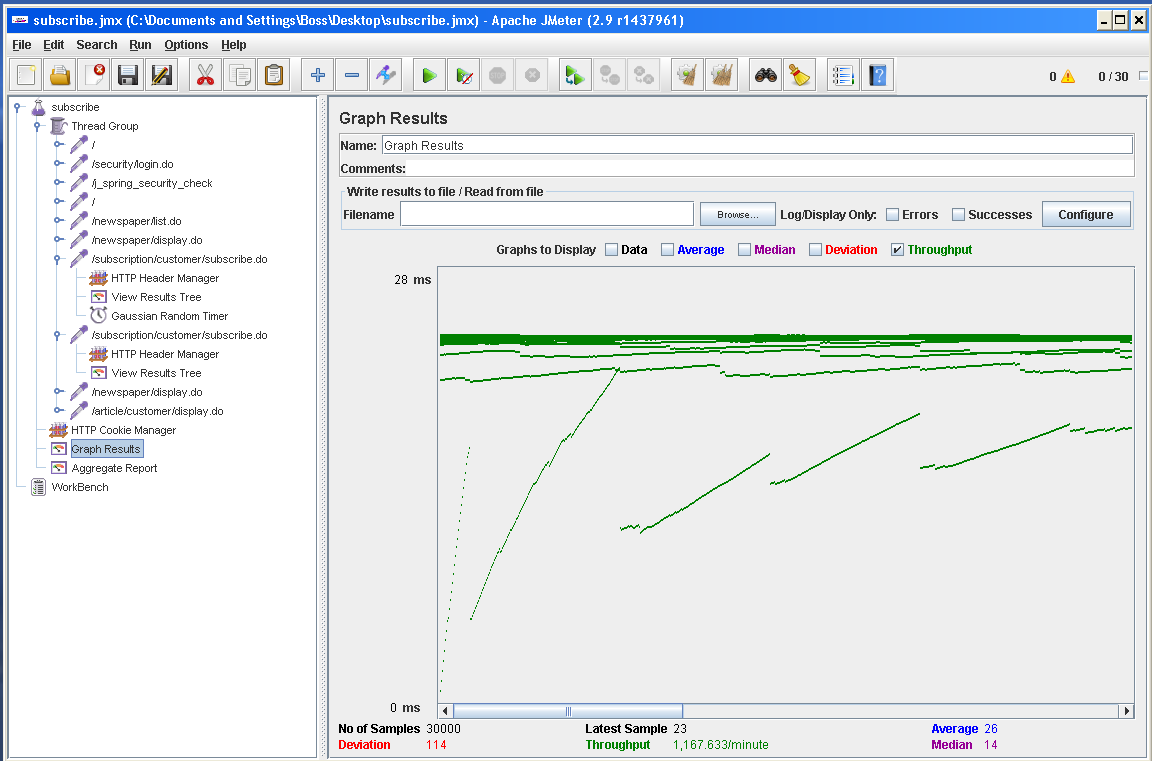 subscribe.jmx (C:\Documents and Settings\Boss\Desktop\subscribe.jmx) - Apache JMeter (2.9 r1437961)
File Edit Search Run Options Help
0 0 / 30
subscribe
Thread Group
/
/security/login.do
/j_spring_security_check
/
/newspaper/list.do
/newspaper/display.do
/subscription/customer/subscribe.do
HTTP Header Manager
View Results Tree
Gaussian Random Timer
/subscription/customer/subscribe.do
HTTP Header Manager
View Results Tree
/newspaper/display.do
/article/customer/display.do
HTTP Cookie Manager
Graph Results
Aggregate Report
WorkBench
Graph Results
Name: Graph Results
Comments:
Write results to file / Read from file
Filename Browse... Log/Display Only: Errors Successes Configure
Graphs to Display Data Average Median Deviation Throughput
28 ms
0 ms
No of Samples 30000 Latest Sample 23 Average 26
Deviation 114 Throughput 1,167.633/minute Median 14